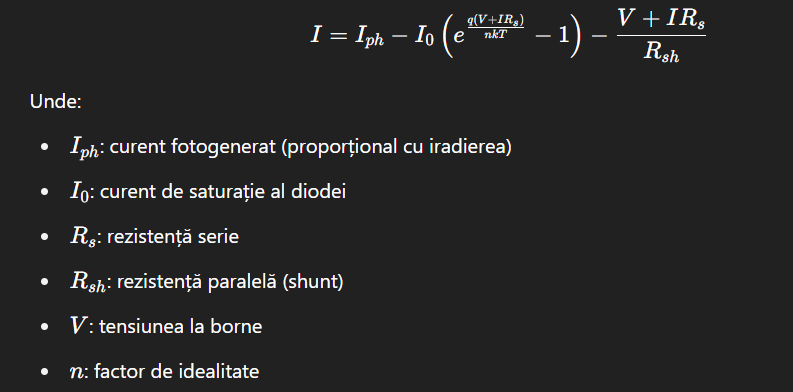 I = I_{ph} − I_0 \left( e^{\frac{q(V+IR_s)}{nkT}} − 1 \right) − \frac{V + IR_s}{R_{sh}}
Unde:
• I_{ph}: curent fotogenerat (proporțional cu iradierea)
• I_0: curent de saturație al diodei
• R_s: rezistență serie
• R_{sh}: rezistență paralelă (shunt)
• V: tensiunea la borne
• n: factor de idealitate